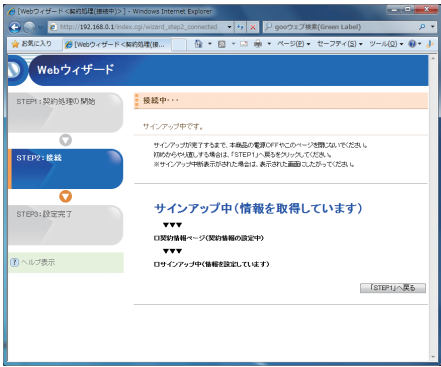 [Webウィザード<契約処理(接続中)>] - Windows Internet Explorer
http://192.168.0.1/index.cgi/wizard_step2_connected
gooウェブ検索(Green Label)
お気に入り
[Webウィザード<契約処理(接...
ページ(P)
セーフティ(S)
ツール(O)
Webウィザード
STEP1:契約処理の開始
STEP2:接続
STEP3:設定完了
ヘルプ表示
接続中・・・
サインアップ中です。
サインアップが完了するまで、本商品の電源OFFやこのページを閉じないでください。
初めからやり直しする場合は、「STEP1」へ戻るをクリックしてください。
※サインアップ中断表示がされた場合は、表示された画面にしたがってください。
サインアップ中(情報を取得しています)
▼▼▼
□契約情報ページ(契約情報の設定中)
▼▼▼
□サインアップ中(情報を設定しています)
「STEP1」へ戻る